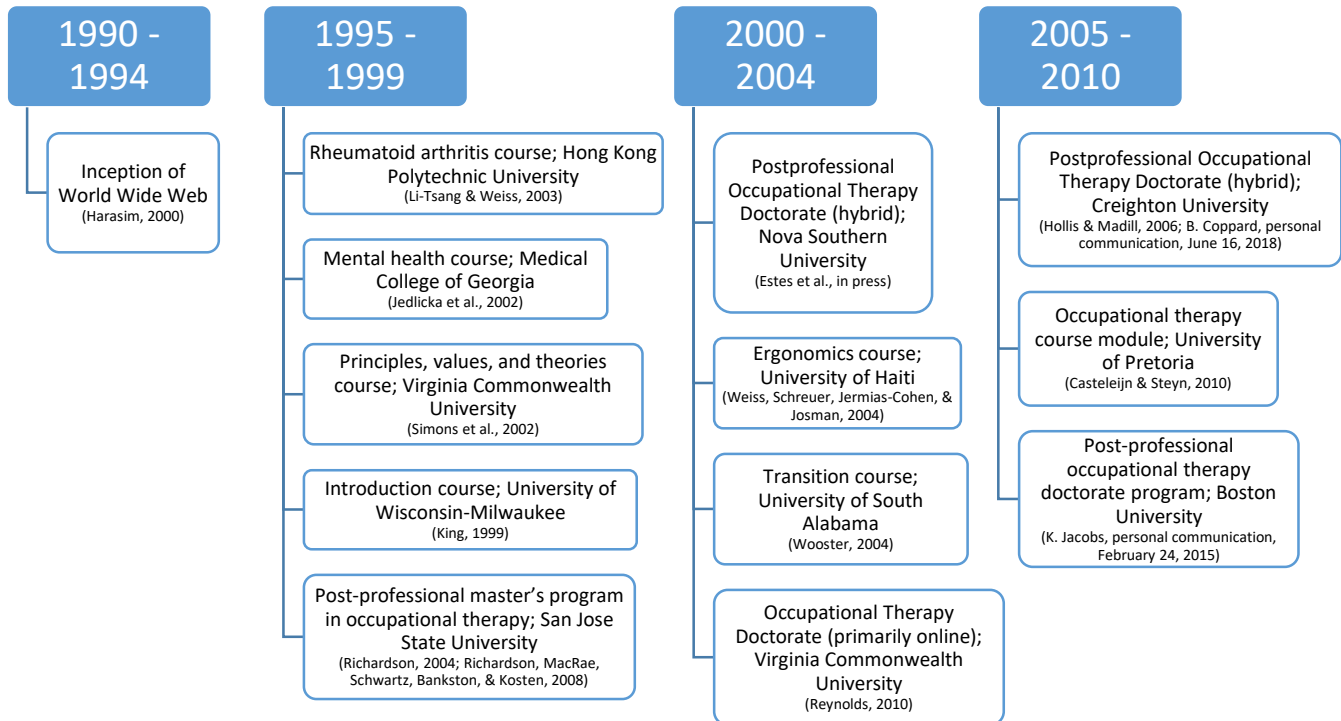 1990 -
1994
Inception of
World Wide Web
(Harasim, 2000)
1995 -
1999
Rheumatoid arthritis course; Hong Kong
Polytechnic University
(Li-Tsang & Weiss, 2003)
Mental health course; Medical
College of Georgia
(Jedlicka et al., 2002)
Principles, values, and theories
course; Virginia Commonwealth
University
(Simons et al., 2002)
Introduction course; University of
Wisconsin-Milwaukee
(King, 1999)
Post-professional master’s program
in occupational therapy; San Jose
State University
(Richardson, 2004; Richardson, MacRae,
Schwartz, Bankston, & Kosten, 2008)
2000 -
2004
Postprofessional
Occupational Therapy
Doctorate (hybrid);
Nova Southern
University
(Estes et al., in press)
Ergonomics course;
University of Haiti
(Weiss, Schreuer, Jermias-Cohen, &
Josman, 2004)
Transition course;
University of South
Alabama
(Wooster, 2004)
Occupational Therapy
Doctorate (primarily online);
Virginia Commonwealth
University
(Reynolds, 2010)
2005 -
2010
Postprofessional Occupational
Therapy Doctorate (hybrid);
Creighton University
(Hollis & Madill, 2006; B. Coppard, personal
communication, June 16, 2018)
Occupational therapy
course module; University
of Pretoria
(Casteleijn & Steyn, 2010)
Post-professional
occupational therapy
doctorate program; Boston
University
(K. Jacobs, personal communication,
February 24, 2015)